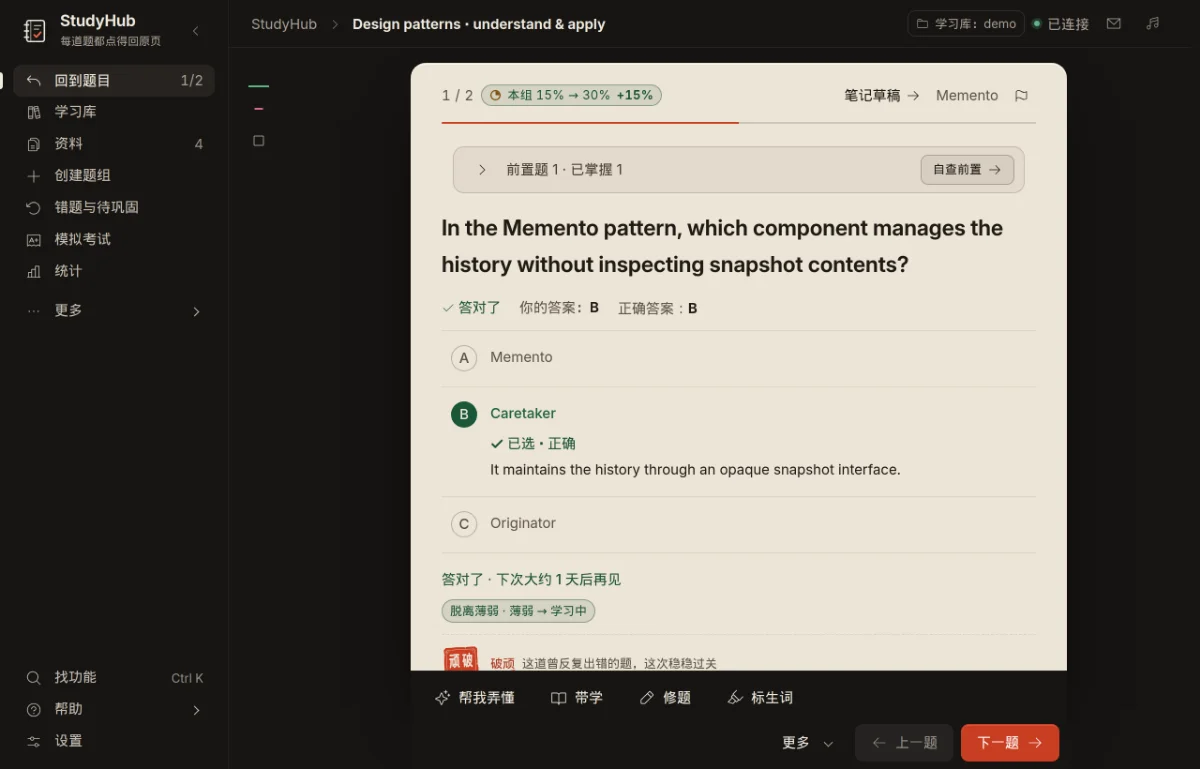 StudyHub
每道题都点得回原页
回到题目 1/2
学习库
资料 4
创建题组
错题与待巩固
模拟考试
统计
更多
找功能 Ctrl K
帮助
设置
StudyHub > Design patterns · understand & apply
学习库: demo
已连接
1 / 2 本组 15% → 30% +15%
笔记草稿 → Memento
前置题 1 · 已掌握 1
自查前置 →
In the Memento pattern, which component manages the
history without inspecting snapshot contents?
答对了 你的答案: B 正确答案 : B
A Memento
B Caretaker
已选 · 正确
It maintains the history through an opaque snapshot interface.
C Originator
答对了 · 下次大约 1 天后再见
脱离薄弱 · 薄弱 → 学习中
顽破 破顽 这道曾反复出错的题，这次稳稳过关
帮我弄懂 带学 修题 标生词
更多 ← 上一题 下一题 →